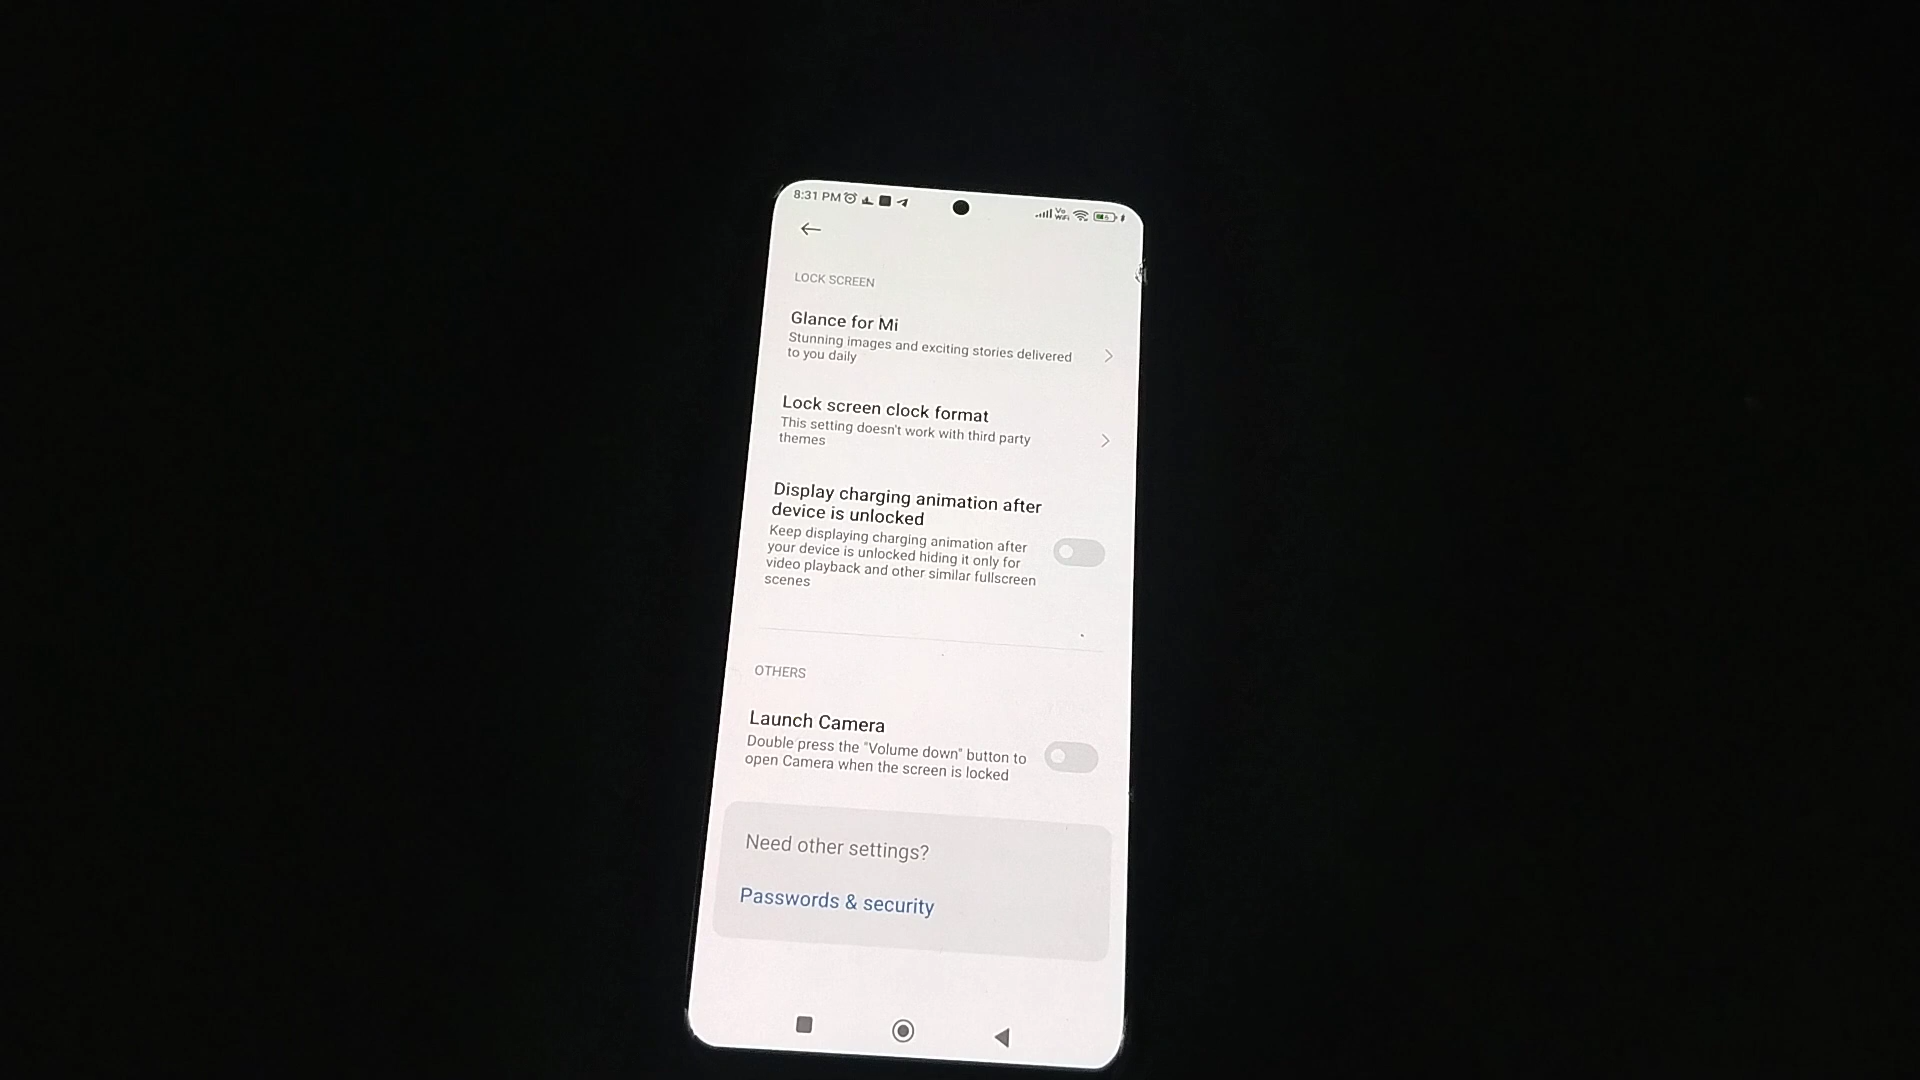 8:31 PM
Vo
WiFi
LOCK SCREEN
Glance for Mi
Stunning images and exciting stories delivered
to you daily
Lock screen clock format
This setting doesn't work with third party
themes
Display charging animation after
device is unlocked
Keep displaying charging animation after
your device is unlocked hiding it only for
video playback and other similar fullscreen
scenes
OTHERS
Launch Camera
Double press the "Volume down" button to
open Camera when the screen is locked
Need other settings?
Passwords & security